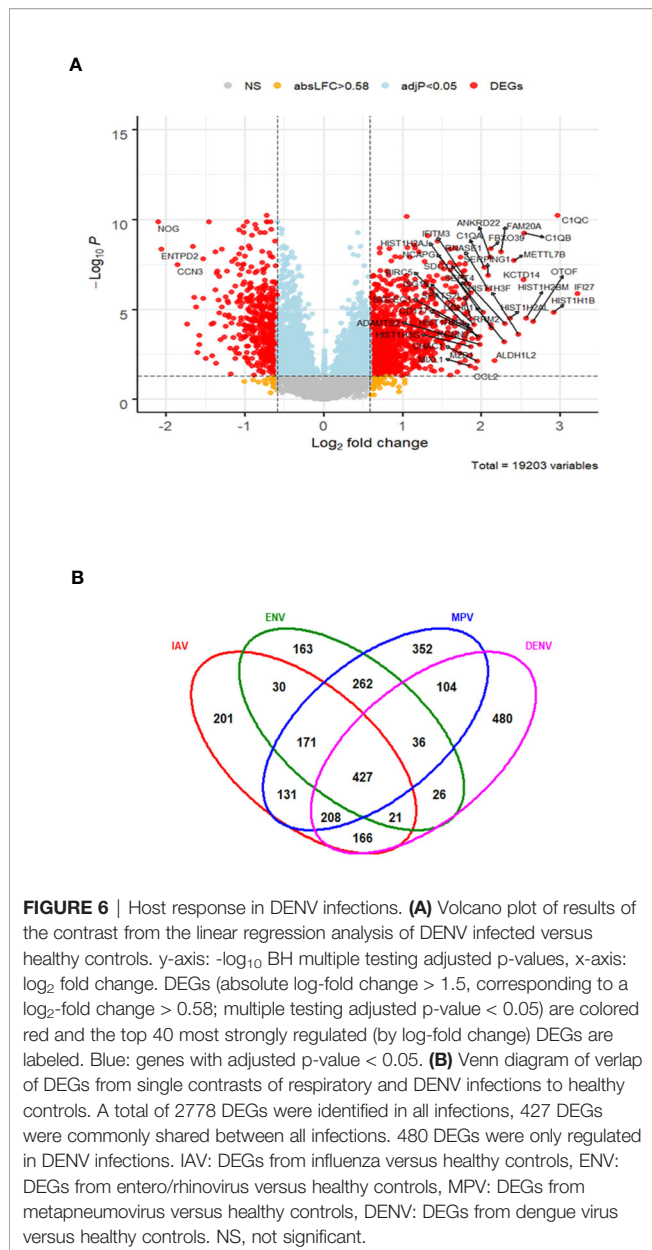 A
NS absLFC>0.58 adjP<0.05 DEGs
15
10
5
0
−Log10 P
-2 -1 0 1 2 3
Log2 fold change
Total = 19203 variables
NOG
ENTPD2
CCN3
ANKRD22
FAM20A
C1QC
IFITM3
C1QA
FBXO39
C1QB
HIST1H2AJ
RNASE1
NCAPG
SERPING1
METTL7B
KCTD14
OTOF
BIRC5
HIST1H3F
HIST1H2BM
IFI27
HIST1H2AL
HIST1H1B
RRM2
ADAMTS2
ALDH1L2
MIXL1
CCL2
B
ENV
MPV
IAV
DENV
163
352
30
262
104
201
480
171
36
427
131
26
208
21
166
FIGURE 6 | Host response in DENV infections. (A) Volcano plot of results of
the contrast from the linear regression analysis of DENV infected versus
healthy controls. y-axis: -log10 BH multiple testing adjusted p-values, x-axis:
log2 fold change. DEGs (absolute log-fold change > 1.5, corresponding to a
log2-fold change > 0.58; multiple testing adjusted p-value < 0.05) are colored
red and the top 40 most strongly regulated (by log-fold change) DEGs are
labeled. Blue: genes with adjusted p-value < 0.05. (B) Venn diagram of verlap
of DEGs from single contrasts of respiratory and DENV infections to healthy
controls. A total of 2778 DEGs were identified in all infections, 427 DEGs
were commonly shared between all infections. 480 DEGs were only regulated
in DENV infections. IAV: DEGs from influenza versus healthy controls, ENV:
DEGs from entero/rhinovirus versus healthy controls, MPV: DEGs from
metapneumovirus versus healthy controls, DENV: DEGs from dengue virus
versus healthy controls. NS, not significant.